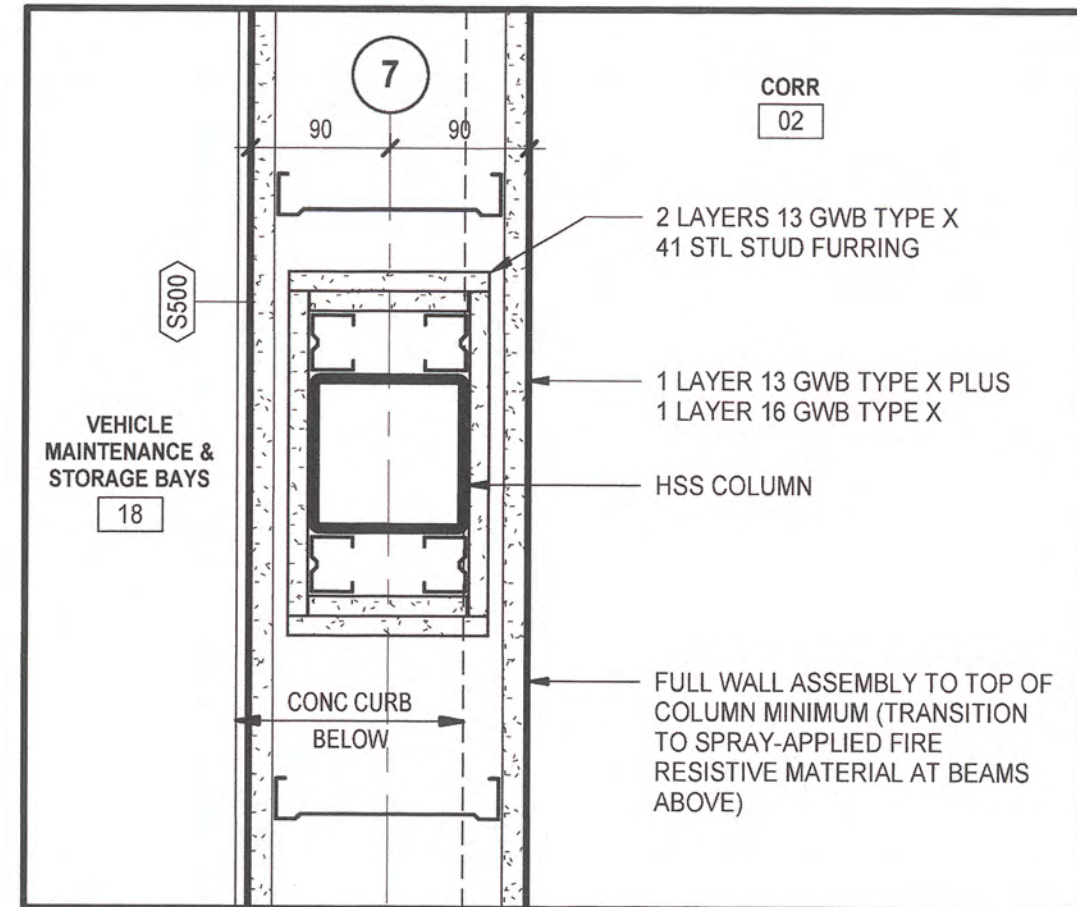 7
90
90
CORR
02
2 LAYERS 13 GWB TYPE X
41 STL STUD FURRING
S500
1 LAYER 13 GWB TYPE X PLUS
1 LAYER 16 GWB TYPE X
VEHICLE
MAINTENANCE &
STORAGE BAYS
18
HSS COLUMN
CONC CURB
BELOW
FULL WALL ASSEMBLY TO TOP OF
COLUMN MINIMUM (TRANSITION
TO SPRAY-APPLIED FIRE
RESISTIVE MATERIAL AT BEAMS
ABOVE)